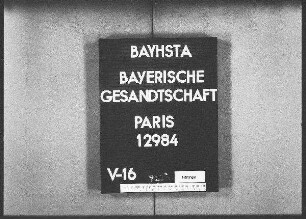 BAYHSTA
BAYERISCHE
GESANDTSCHAFT
PARIS
12984
V-16